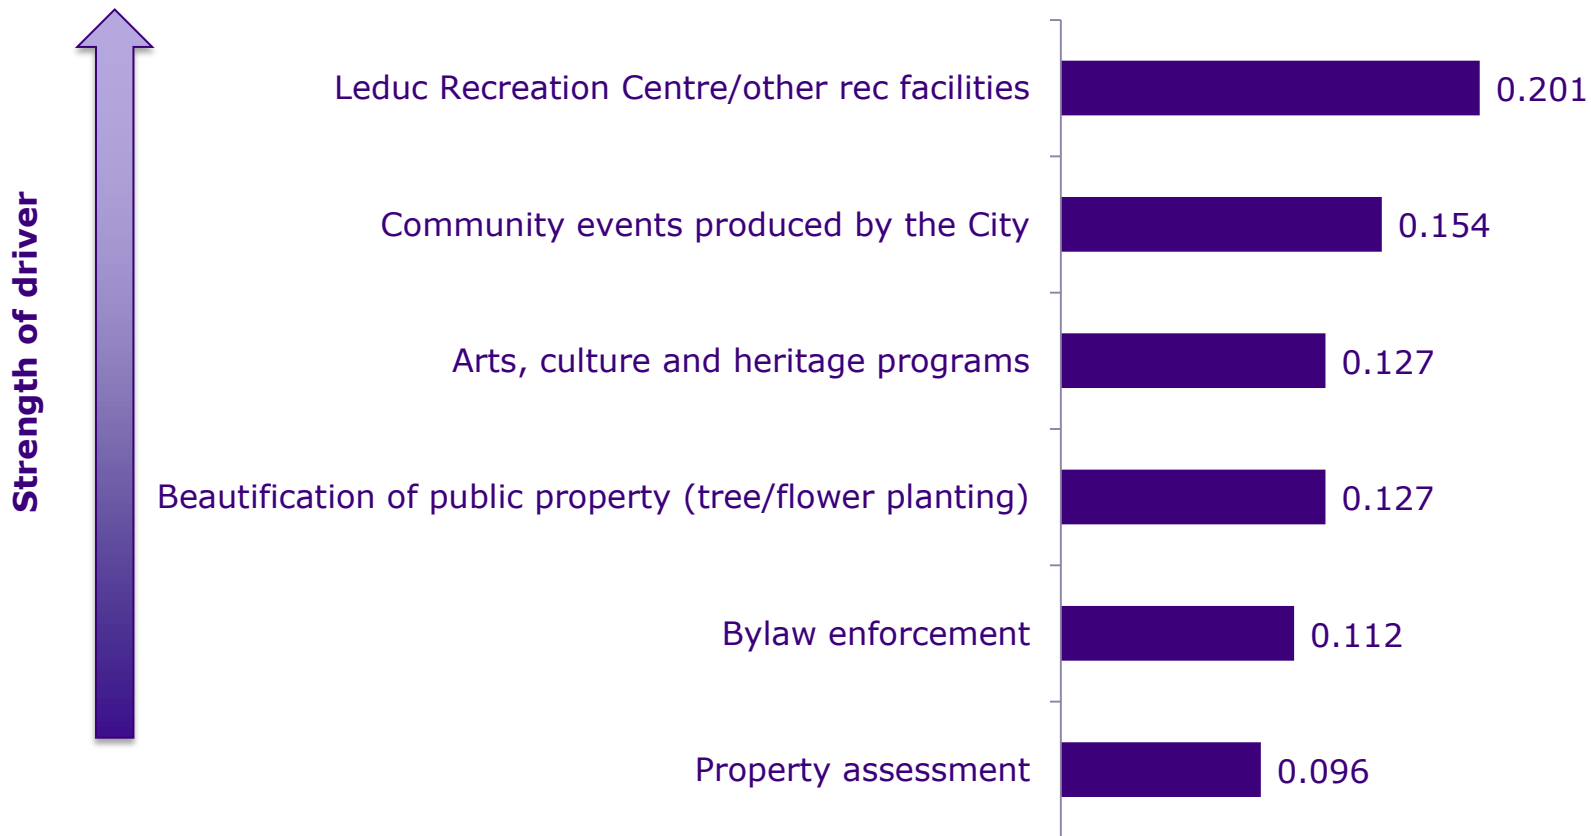 Strength of driver
Leduc Recreation Centre/other rec facilities 0.201
Community events produced by the City 0.154
Arts, culture and heritage programs 0.127
Beautification of public property (tree/flower planting) 0.127
Bylaw enforcement 0.112
Property assessment 0.096